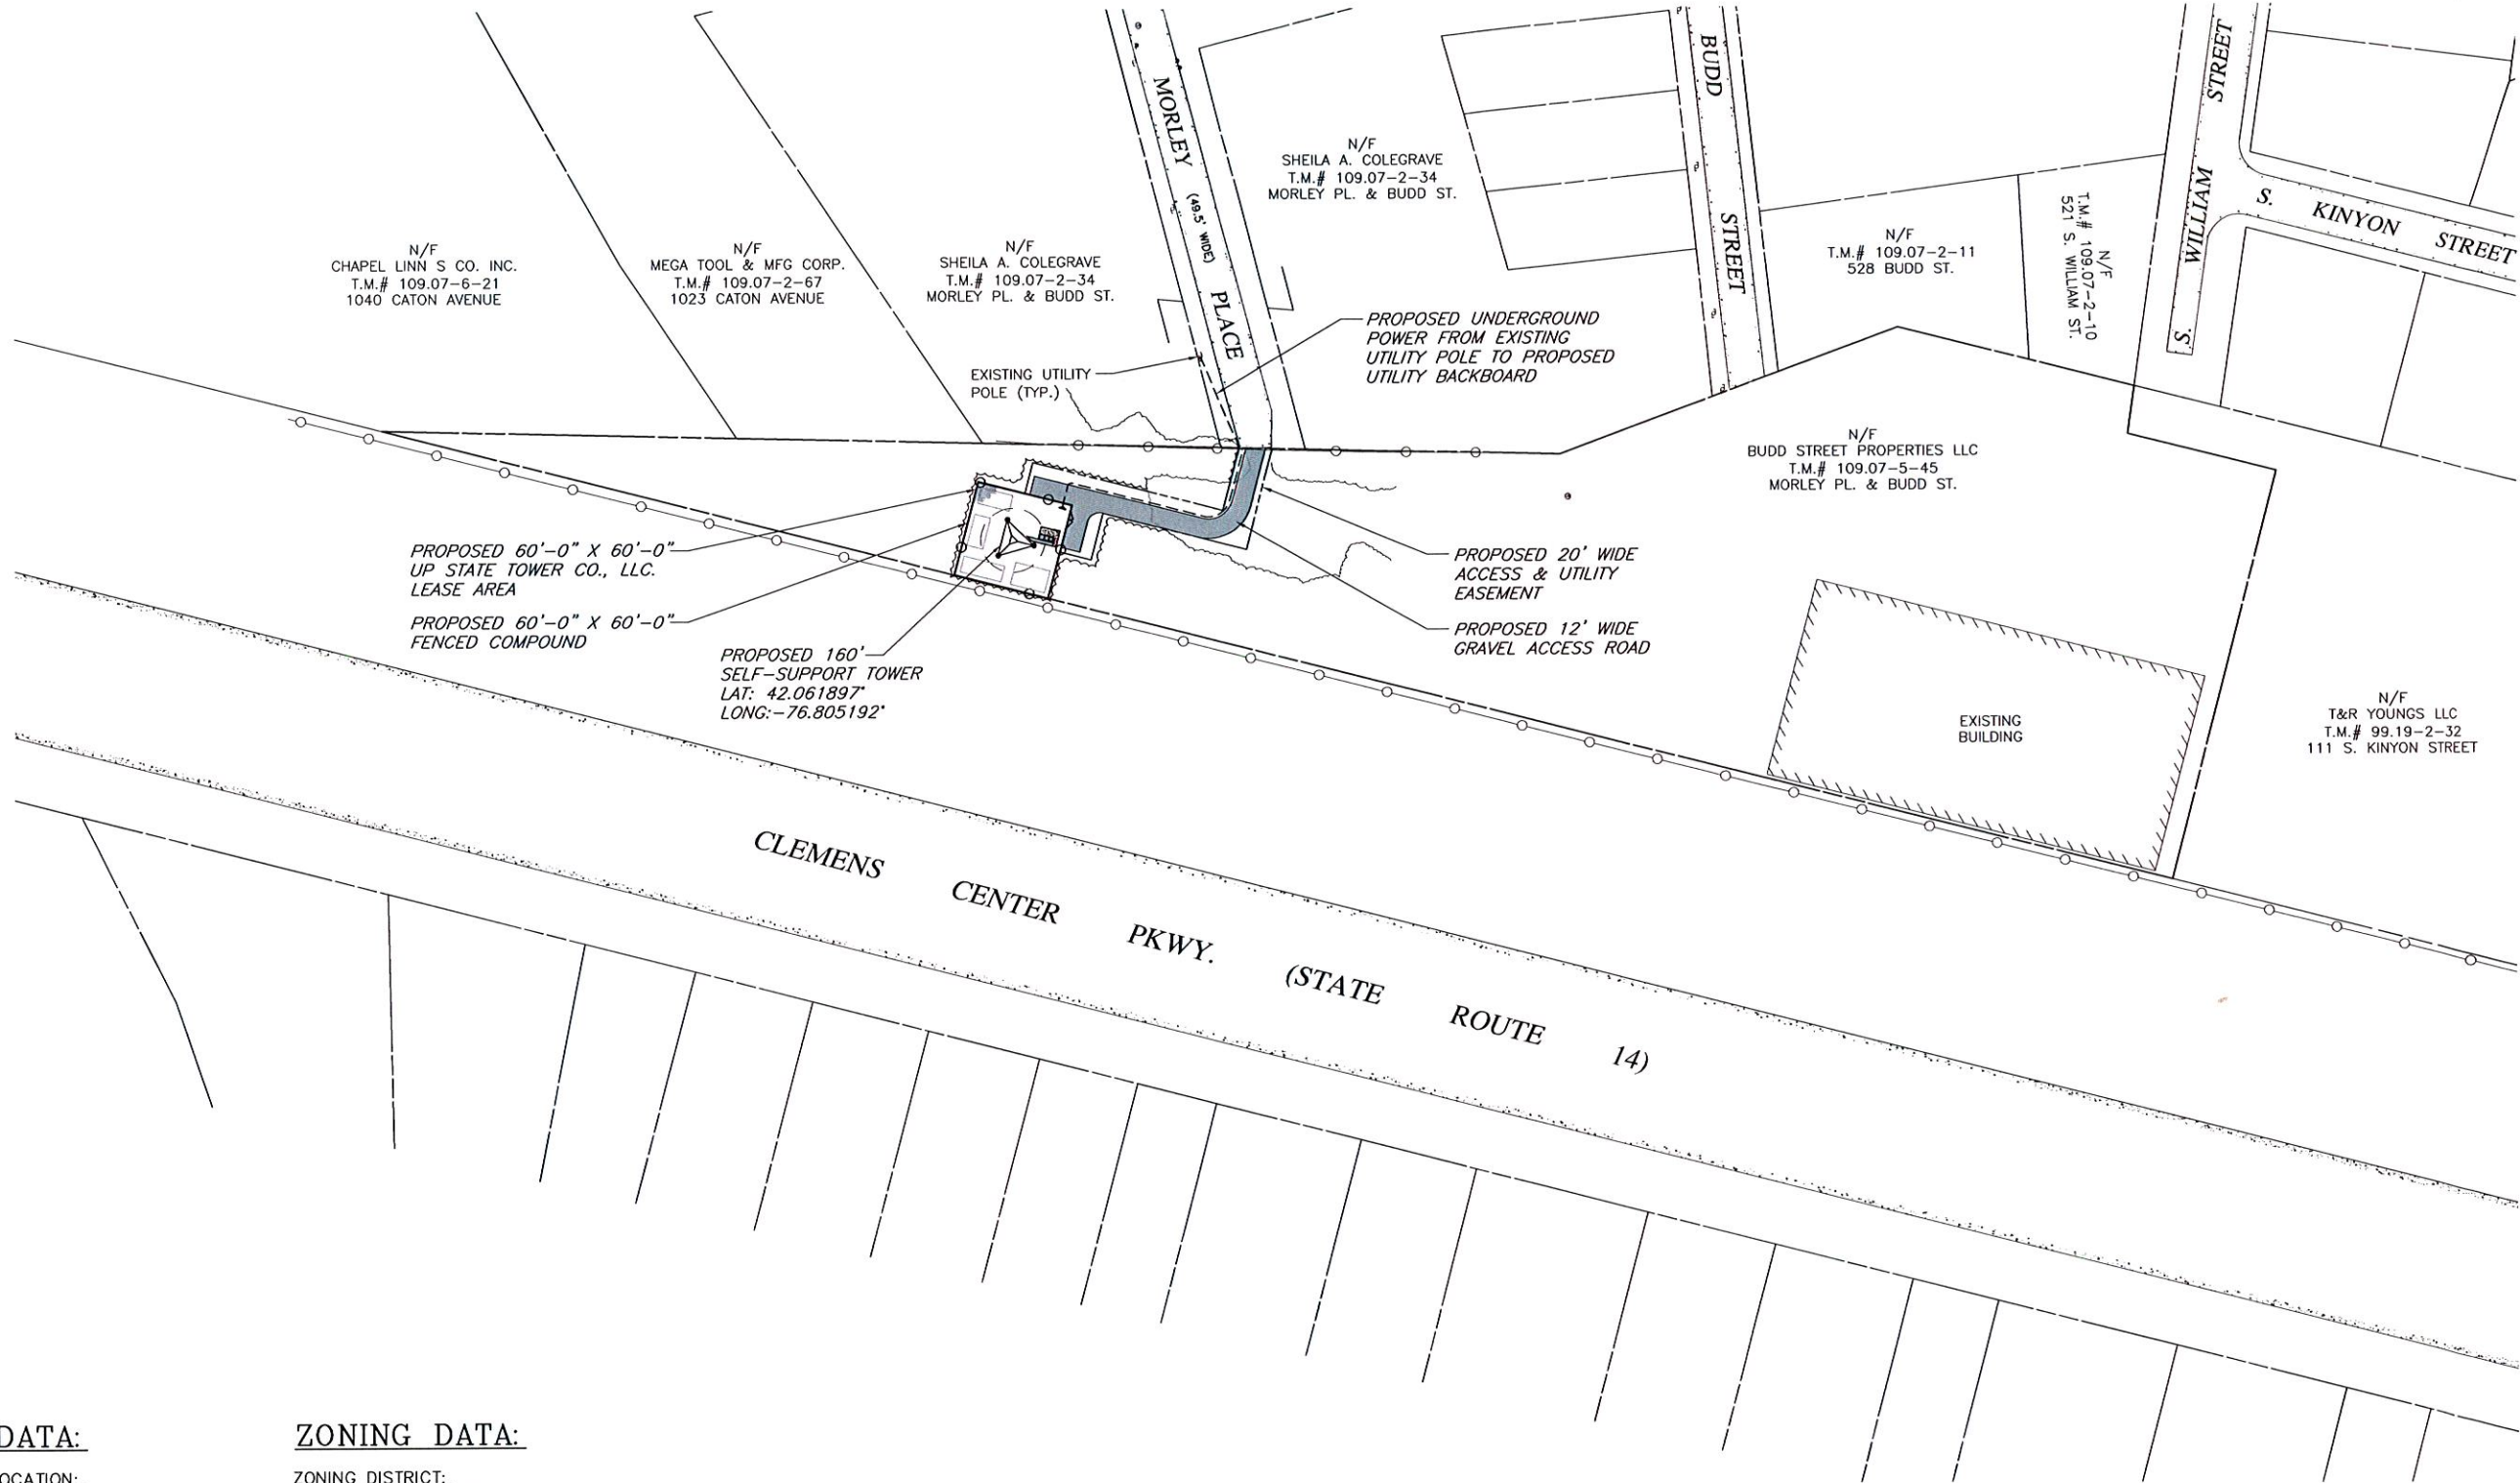 MORLEY
(49.5' WIDE)
PLACE
BUDD
STREET
S. WILLIAM STREET
S. KINYON STREET
N/F
CHAPEL LINN S CO. INC.
T.M.# 109.07-6-21
1040 CATON AVENUE
N/F
MEGA TOOL & MFG CORP.
T.M.# 109.07-2-67
1023 CATON AVENUE
N/F
SHEILA A. COLEGRAVE
T.M.# 109.07-2-34
MORLEY PL. & BUDD ST.
N/F
SHEILA A. COLEGRAVE
T.M.# 109.07-2-34
MORLEY PL. & BUDD ST.
N/F
T.M.# 109.07-2-11
528 BUDD ST.
N/F
T.M.# 109.07-2-10
521 S. WILLIAM ST.
EXISTING UTILITY
POLE (TYP.)
PROPOSED UNDERGROUND
POWER FROM EXISTING
UTILITY POLE TO PROPOSED
UTILITY BACKBOARD
N/F
BUDD STREET PROPERTIES LLC
T.M.# 109.07-5-45
MORLEY PL. & BUDD ST.
PROPOSED 60'-0" X 60'-0"
UP STATE TOWER CO., LLC.
LEASE AREA
PROPOSED 60'-0" X 60'-0"
FENCED COMPOUND
PROPOSED 160'
SELF-SUPPORT TOWER
LAT: 42.061897°
LONG:-76.805192°
PROPOSED 20' WIDE
ACCESS & UTILITY
EASEMENT
PROPOSED 12' WIDE
GRAVEL ACCESS ROAD
EXISTING
BUILDING
N/F
T&R YOUNGS LLC
T.M.# 99.19-2-32
111 S. KINYON STREET
CLEMENS CENTER PKWY. (STATE ROUTE 14)
DATA:
OCATION:
ZONING DATA:
ZONING DISTRICT: